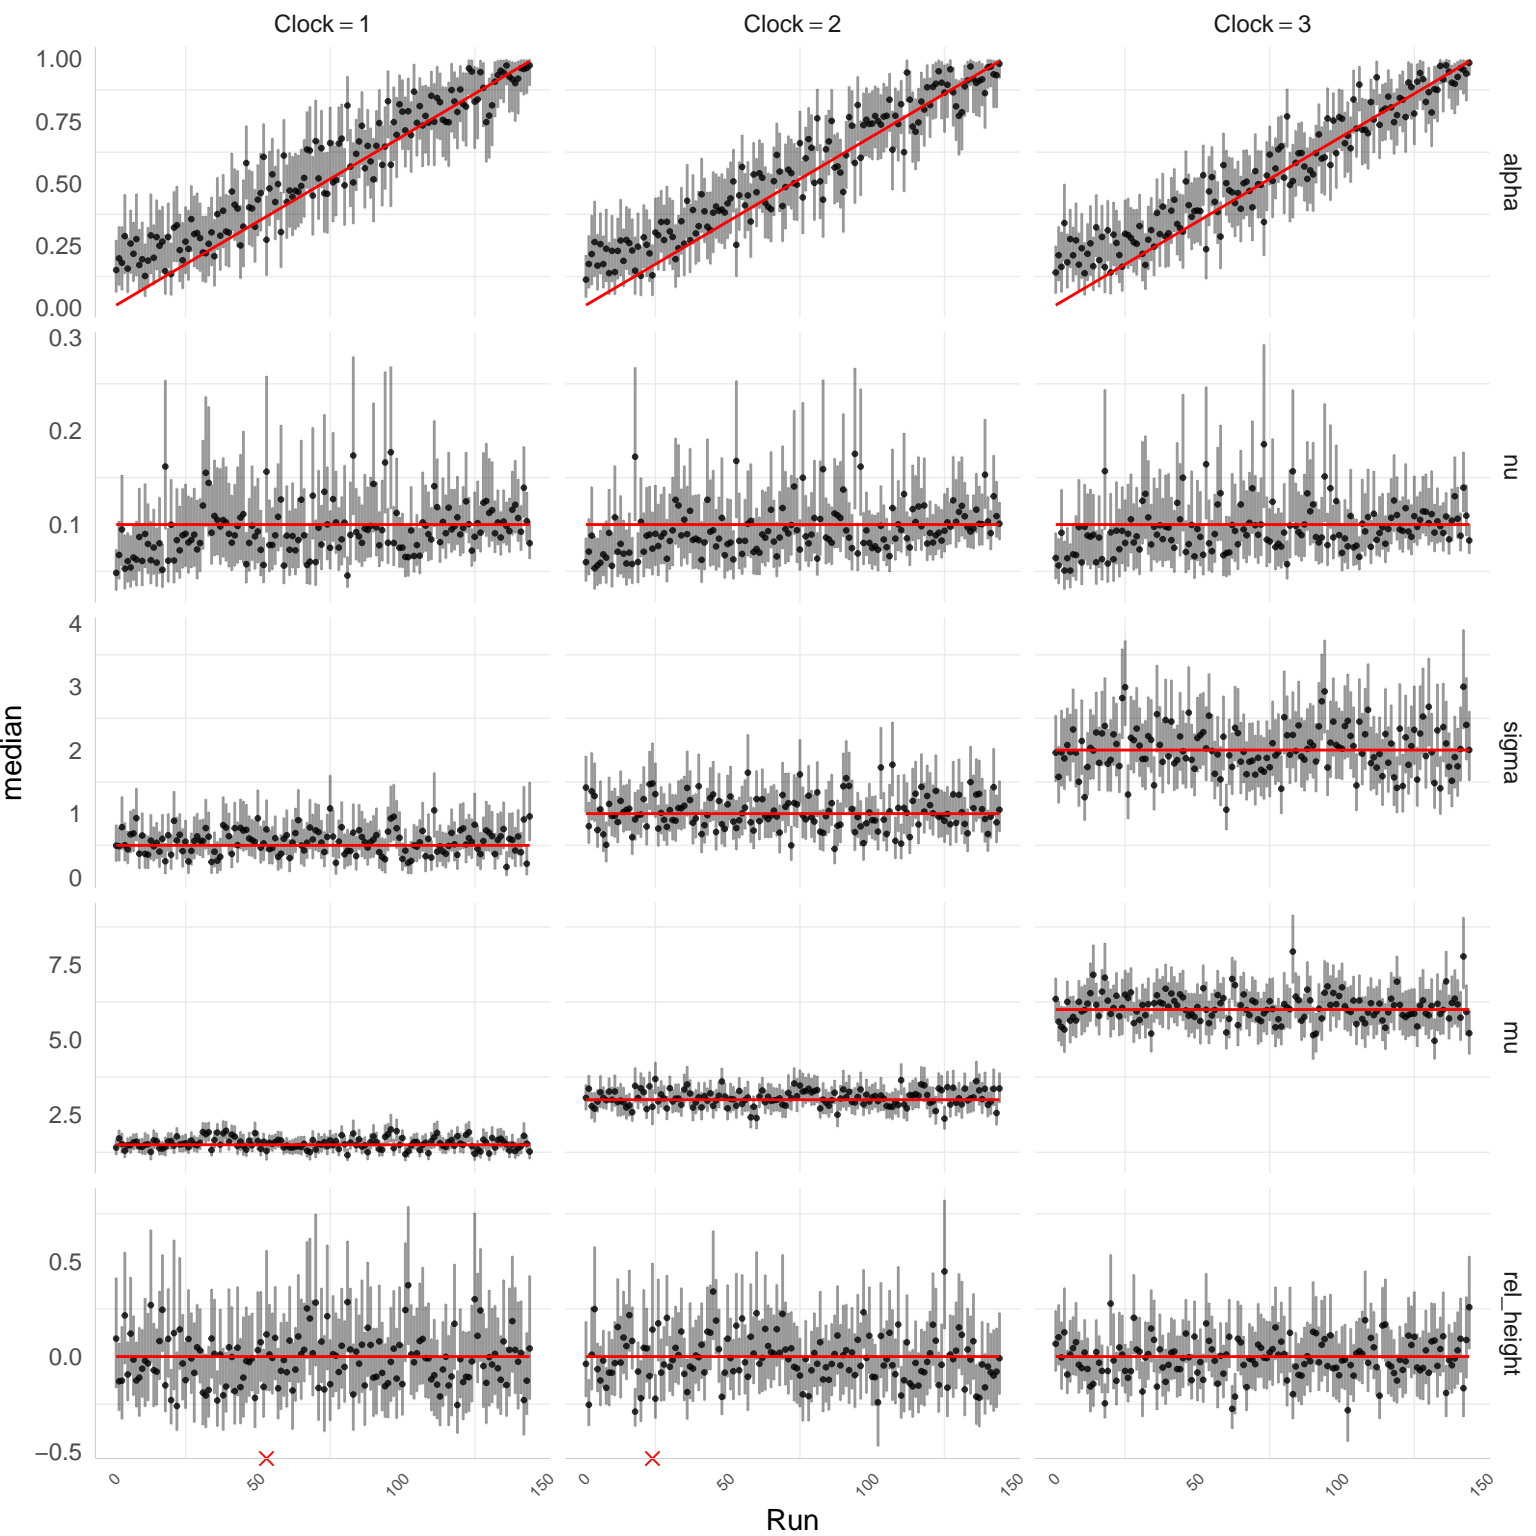 Clock = 1 Clock = 2 Clock = 3
1.00
0.75
0.50
0.25
0.00
alpha
0.3
0.2
0.1
nu
4
3
2
1
0
sigma
median
7.5
5.0
2.5
mu
0.5
0.0
−0.5
rel_height
0 50 100 150 0 50 100 150 0 50 100 150
Run